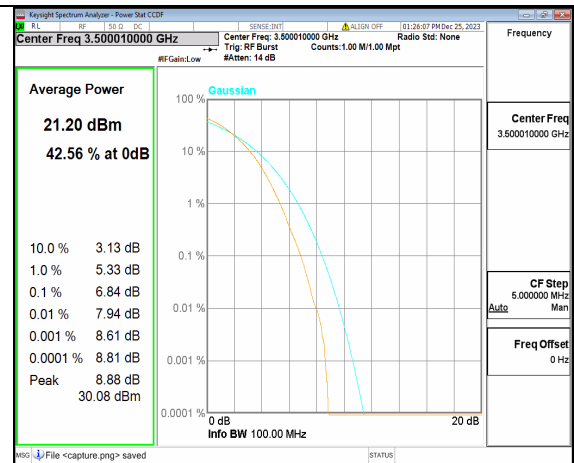 Keysight Spectrum Analyzer - Power Stat CCDF
RL RF 50 Ω DC SENSE:INT ALIGN OFF 01:26:07 PM Dec 25, 2023
Center Freq 3.500010000 GHz
Center Freq: 3.500010000 GHz Radio Std: None
Trig: RF Burst Counts:1.00 M/1.00 Mpt
#IFGain:Low #Atten: 14 dB
Frequency
Average Power
21.20 dBm
42.56 % at 0dB
10.0 % 3.13 dB
1.0 % 5.33 dB
0.1 % 6.84 dB
0.01 % 7.94 dB
0.001 % 8.61 dB
0.0001 % 8.81 dB
Peak 8.88 dB
30.08 dBm
Gaussian
100 %
10 %
1 %
0.1 %
0.01 %
0.001 %
0.0001 %
0 dB 20 dB
Info BW 100.00 MHz
Center Freq
3.500010000 GHz
CF Step
5.000000 MHz
Auto Man
Freq Offset
0 Hz
MSG File <capture.png> saved STATUS